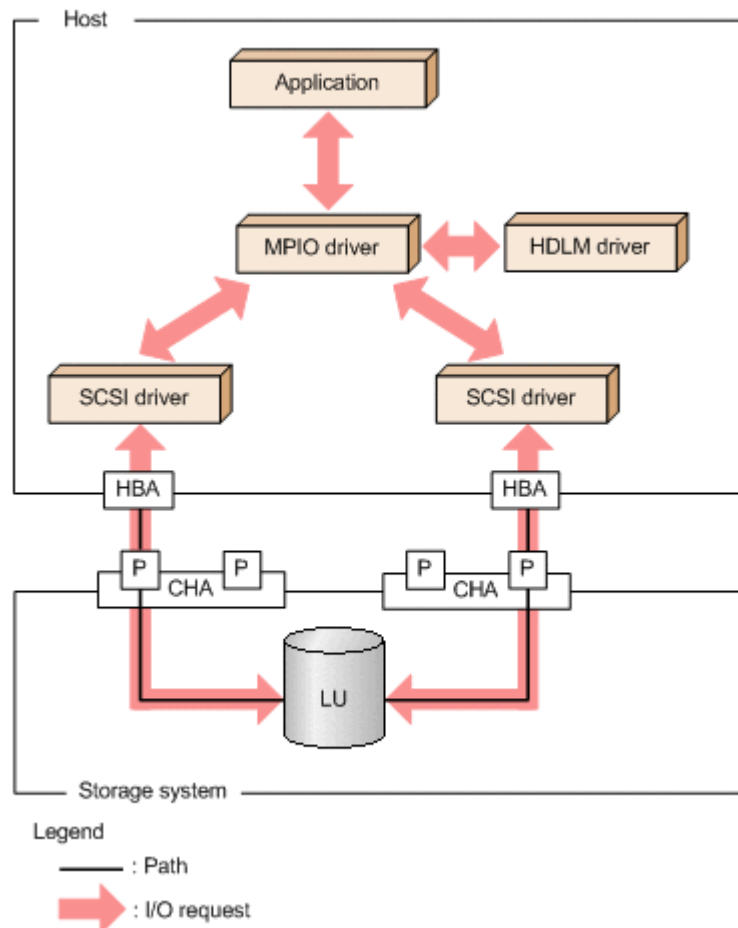 Host
Application
MPIO driver
HDLM driver
SCSI driver
SCSI driver
HBA
HBA
P
P
P
P
CHA
CHA
LU
Storage system
Legend
: Path
: I/O request